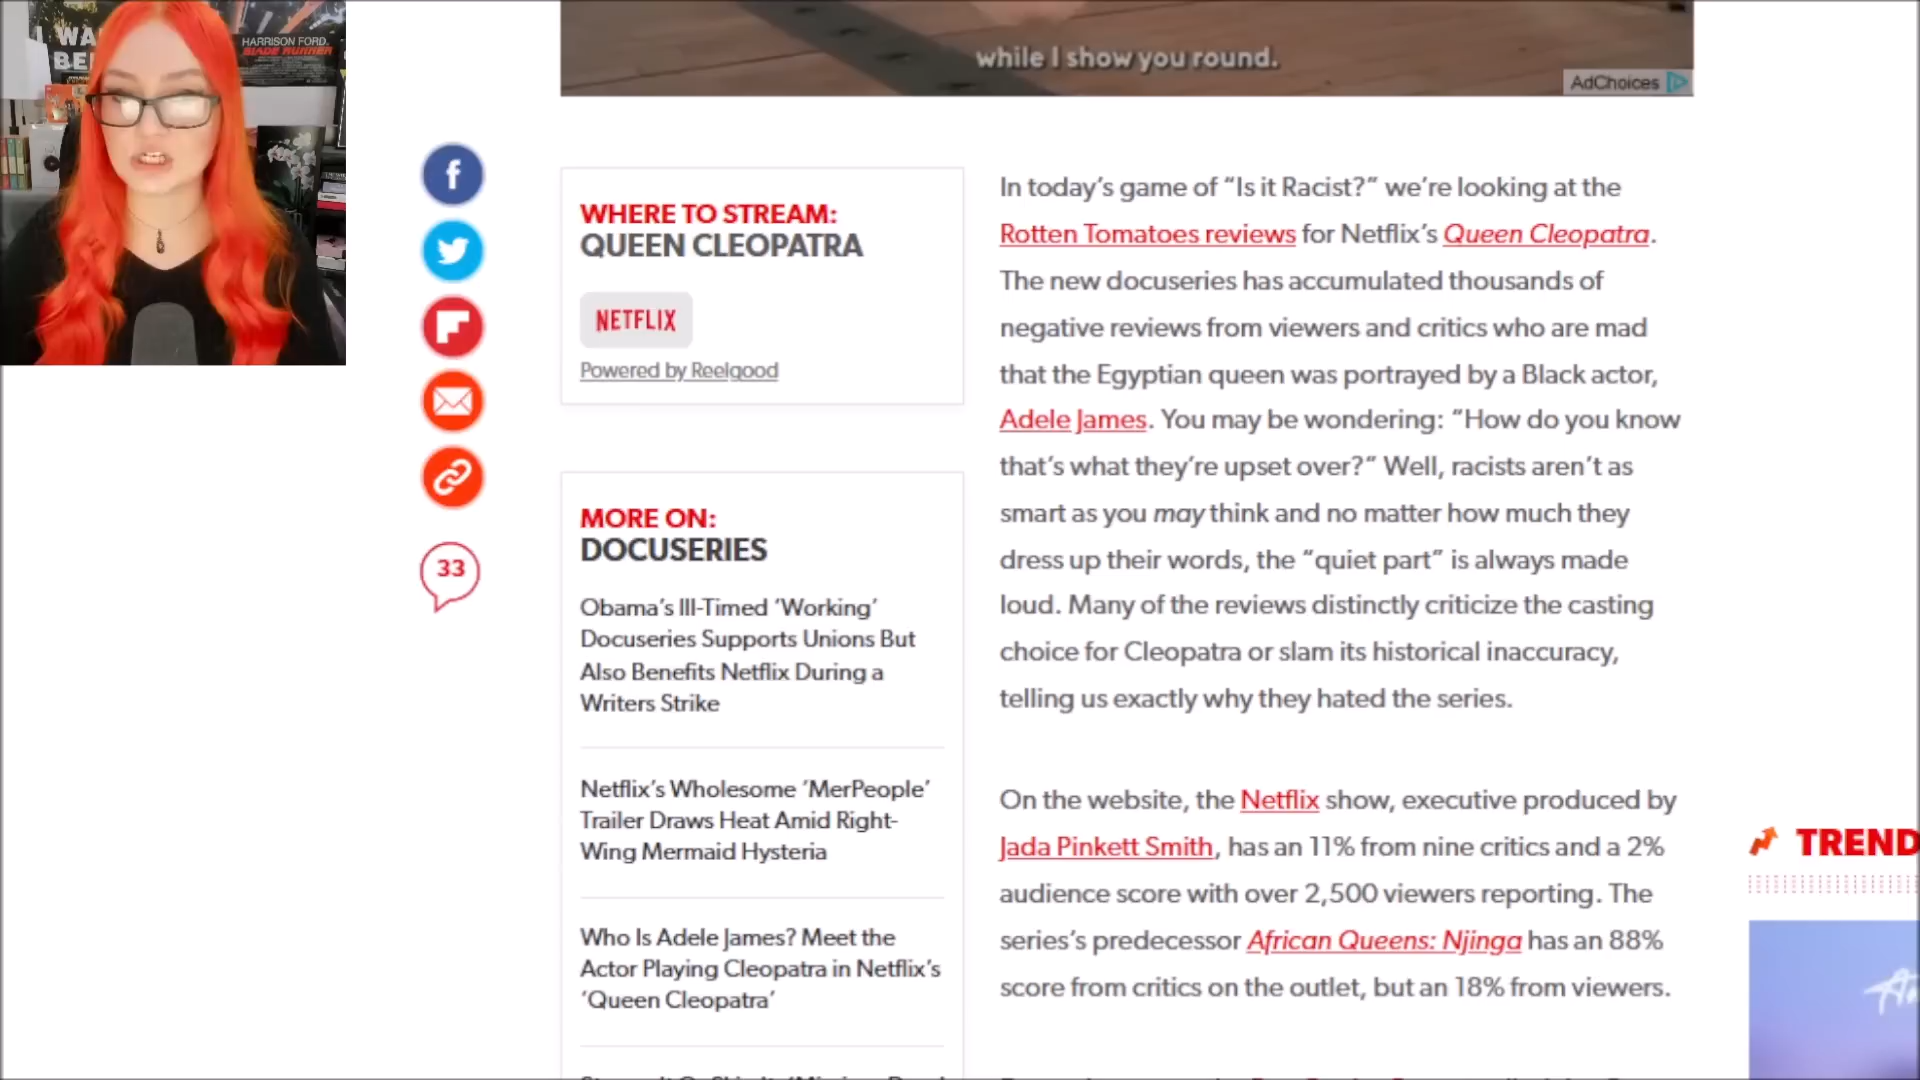 I WA
BE
HARRISON FORD
BLADE RUNNER
while I show you round.
AdChoices
f
33
WHERE TO STREAM:
QUEEN CLEOPATRA
NETFLIX
Powered by Reelgood
MORE ON:
DOCUSERIES
Obama's Ill-Timed 'Working'
Docuseries Supports Unions But
Also Benefits Netflix During a
Writers Strike
Netflix's Wholesome 'MerPeople'
Trailer Draws Heat Amid Right-
Wing Mermaid Hysteria
Who Is Adele James? Meet the
Actor Playing Cleopatra in Netflix's
'Queen Cleopatra'
In today's game of “Is it Racist?” we're looking at the
Rotten Tomatoes reviews for Netflix's Queen Cleopatra.
The new docuseries has accumulated thousands of
negative reviews from viewers and critics who are mad
that the Egyptian queen was portrayed by a Black actor,
Adele James. You may be wondering: “How do you know
that's what they're upset over?” Well, racists aren't as
smart as you may think and no matter how much they
dress up their words, the “quiet part” is always made
loud. Many of the reviews distinctly criticize the casting
choice for Cleopatra or slam its historical inaccuracy,
telling us exactly why they hated the series.
On the website, the Netflix show, executive produced by
Jada Pinkett Smith, has an 11% from nine critics and a 2%
audience score with over 2,500 viewers reporting. The
series's predecessor African Queens: Njinga has an 88%
score from critics on the outlet, but an 18% from viewers.
TREND